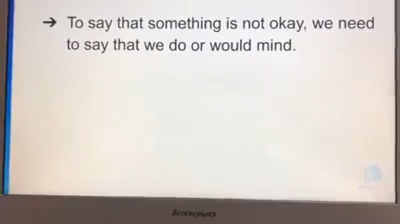 ➔ To say that something is not okay, we need
to say that we do or would mind.
lenovo